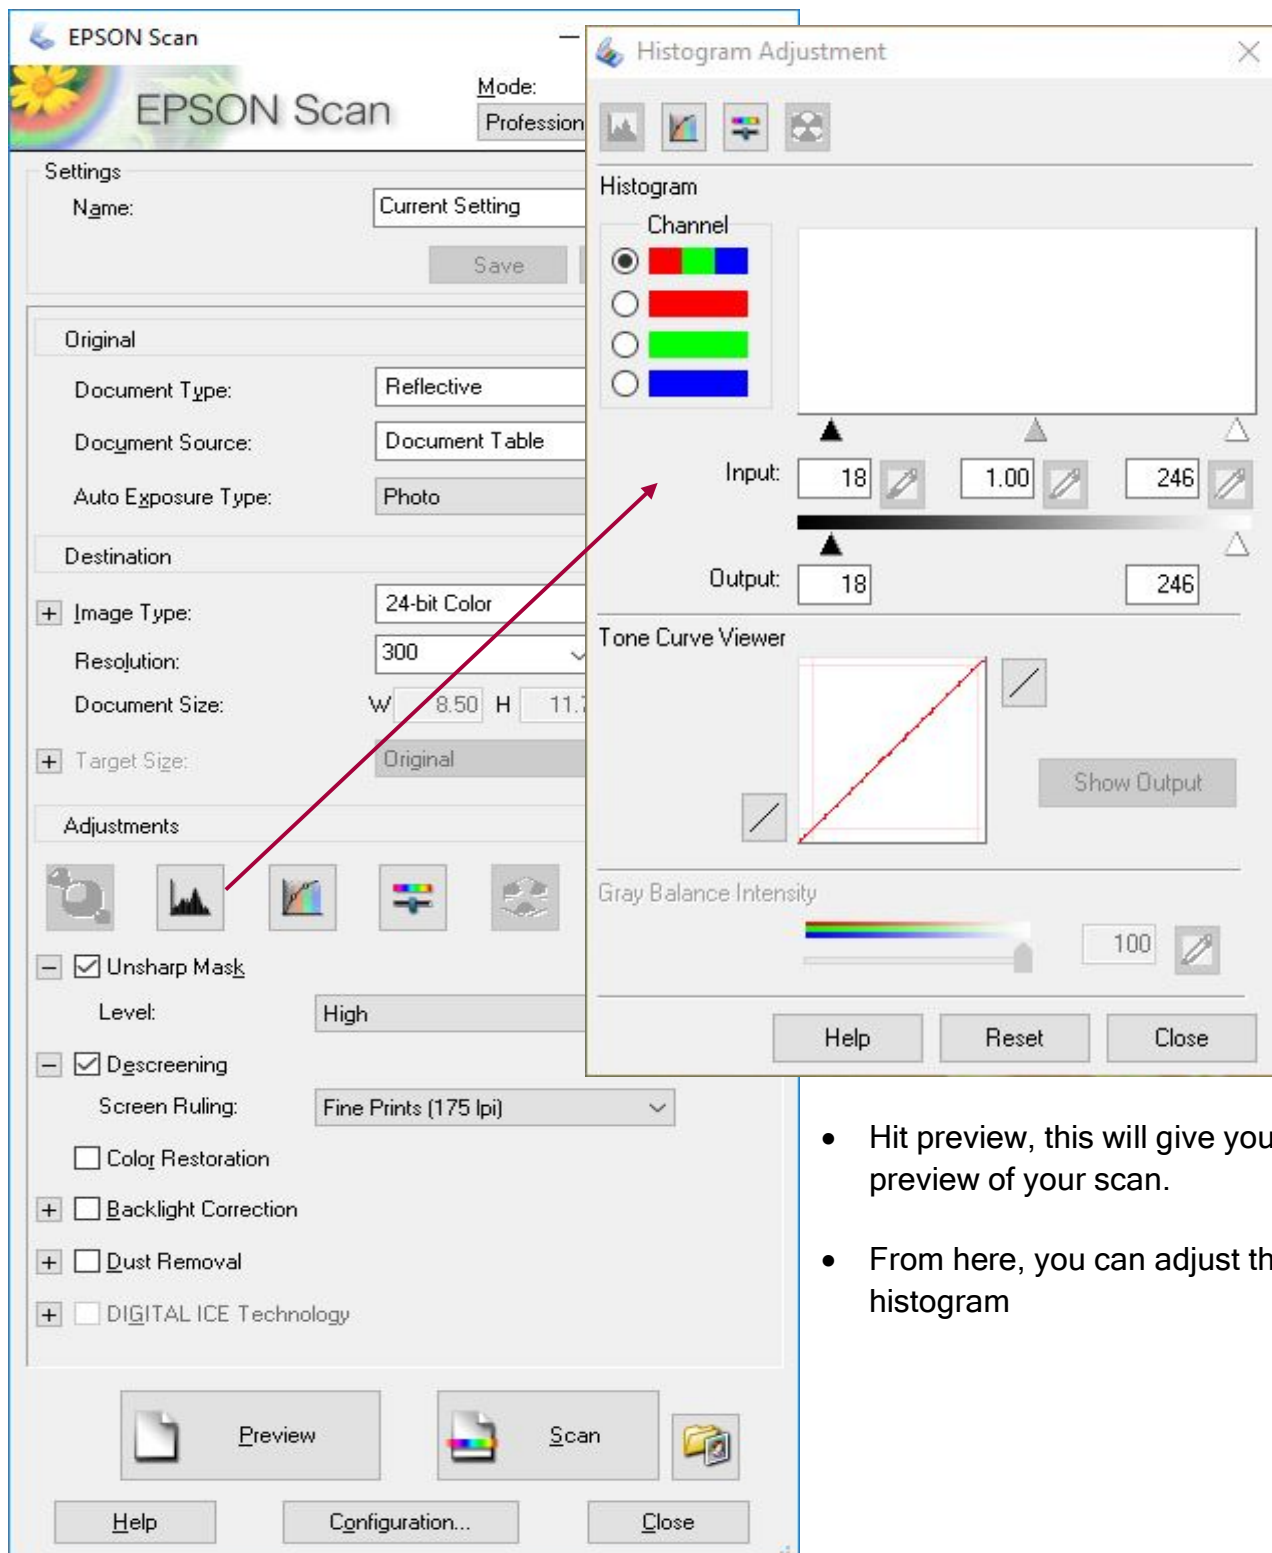 EPSON Scan
EPSON Scan
Mode:
Profession
Settings
Name:
Current Setting
Save
Original
Document Type:
Reflective
Document Source:
Document Table
Auto Exposure Type:
Photo
Destination
Image Type:
24-bit Color
Resolution:
300
Document Size:
W 8.50 H 11.
Target Size:
Original
Adjustments
Unsharp Mask
Level:
High
Descreening
Screen Ruling:
Fine Prints (175 lpi)
Color Restoration
Backlight Correction
Dust Removal
DIGITAL ICE Technology
Preview
Scan
Help
Configuration...
Close
Histogram Adjustment
Histogram
Channel
Input:
18
1.00
246
Output:
18
246
Tone Curve Viewer
Show Output
Gray Balance Intensity
100
Help
Reset
Close
• Hit preview, this will give you
preview of your scan.
• From here, you can adjust th
histogram